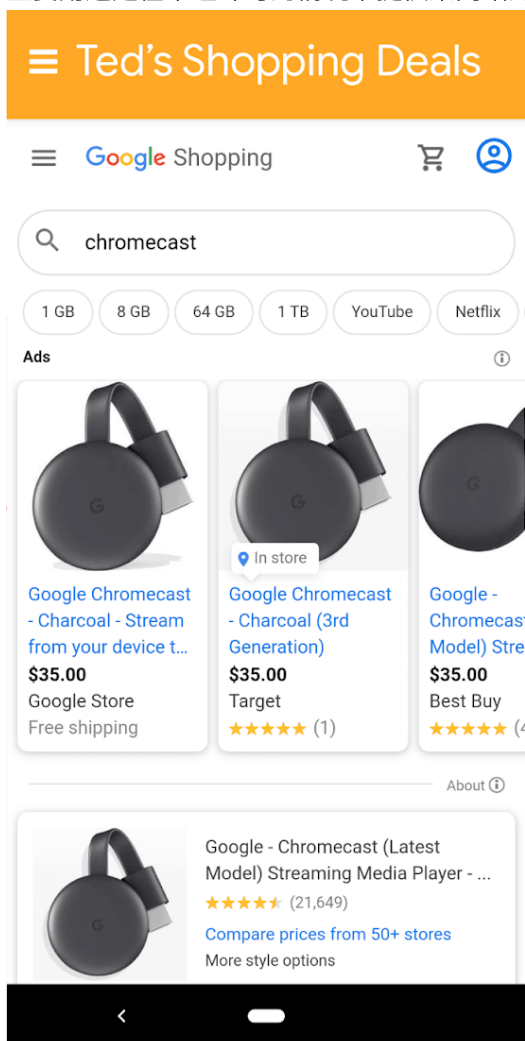 Ted's Shopping Deals
Google Shopping
chromecast
1 GB
8 GB
64 GB
1 TB
YouTube
Netflix
Ads
G
G
G
In store
Google Chromecast
- Charcoal - Stream
from your device t...
$35.00
Google Store
Free shipping
Google Chromecast
- Charcoal (3rd
Generation)
$35.00
Target
(1)
Google -
Chromecast
Model) Stre
$35.00
Best Buy
(4
About
G
Google - Chromecast (Latest
Model) Streaming Media Player - ...
(21,649)
Compare prices from 50+ stores
More style options